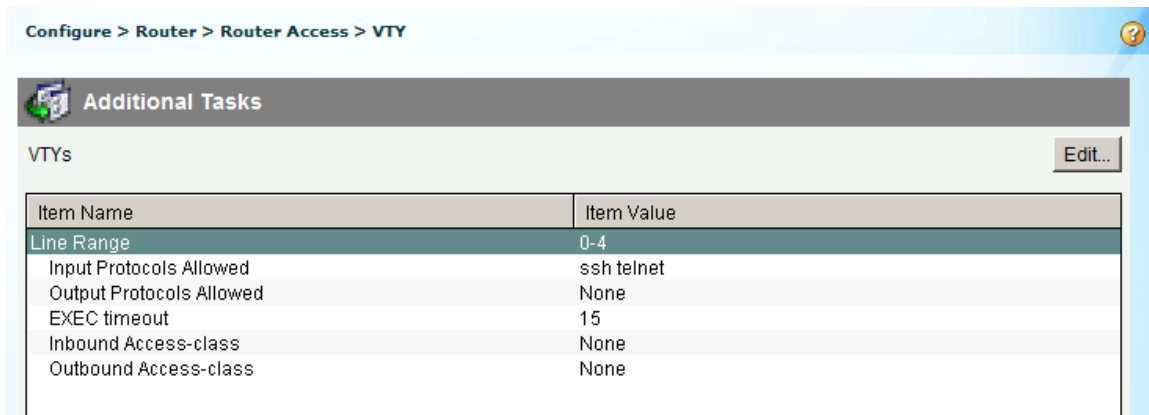 Configure > Router > Router Access > VTY
Additional Tasks
VTYs
Edit...
Item Name Item Value
Line Range 0-4
Input Protocols Allowed ssh telnet
Output Protocols Allowed None
EXEC timeout 15
Inbound Access-class None
Outbound Access-class None